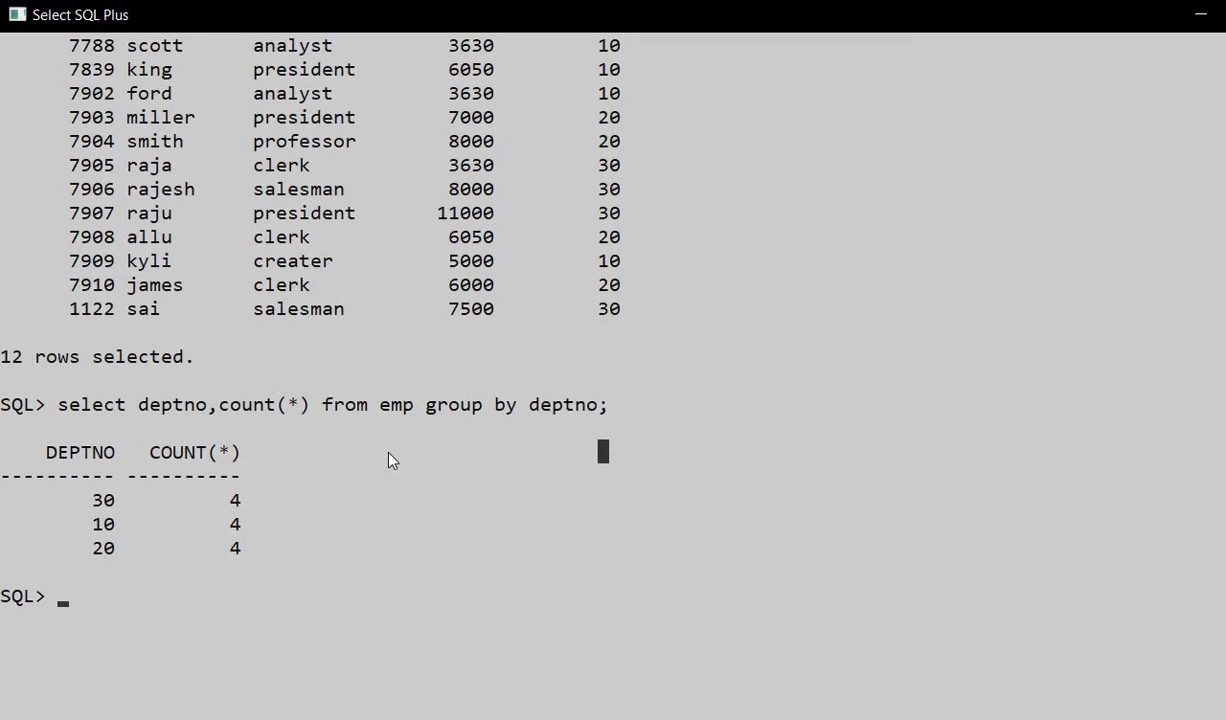 Select SQL Plus
7788 scott analyst 3630 10
7839 king president 6050 10
7902 ford analyst 3630 10
7903 miller president 7000 20
7904 smith professor 8000 20
7905 raja clerk 3630 30
7906 rajesh salesman 8000 30
7907 raju president 11000 30
7908 allu clerk 6050 20
7909 kyli creater 5000 10
7910 james clerk 6000 20
1122 sai salesman 7500 30
12 rows selected.
SQL> select deptno,count(*) from emp group by deptno;
DEPTNO COUNT(*)
---------- ----------
30 4
10 4
20 4
SQL>